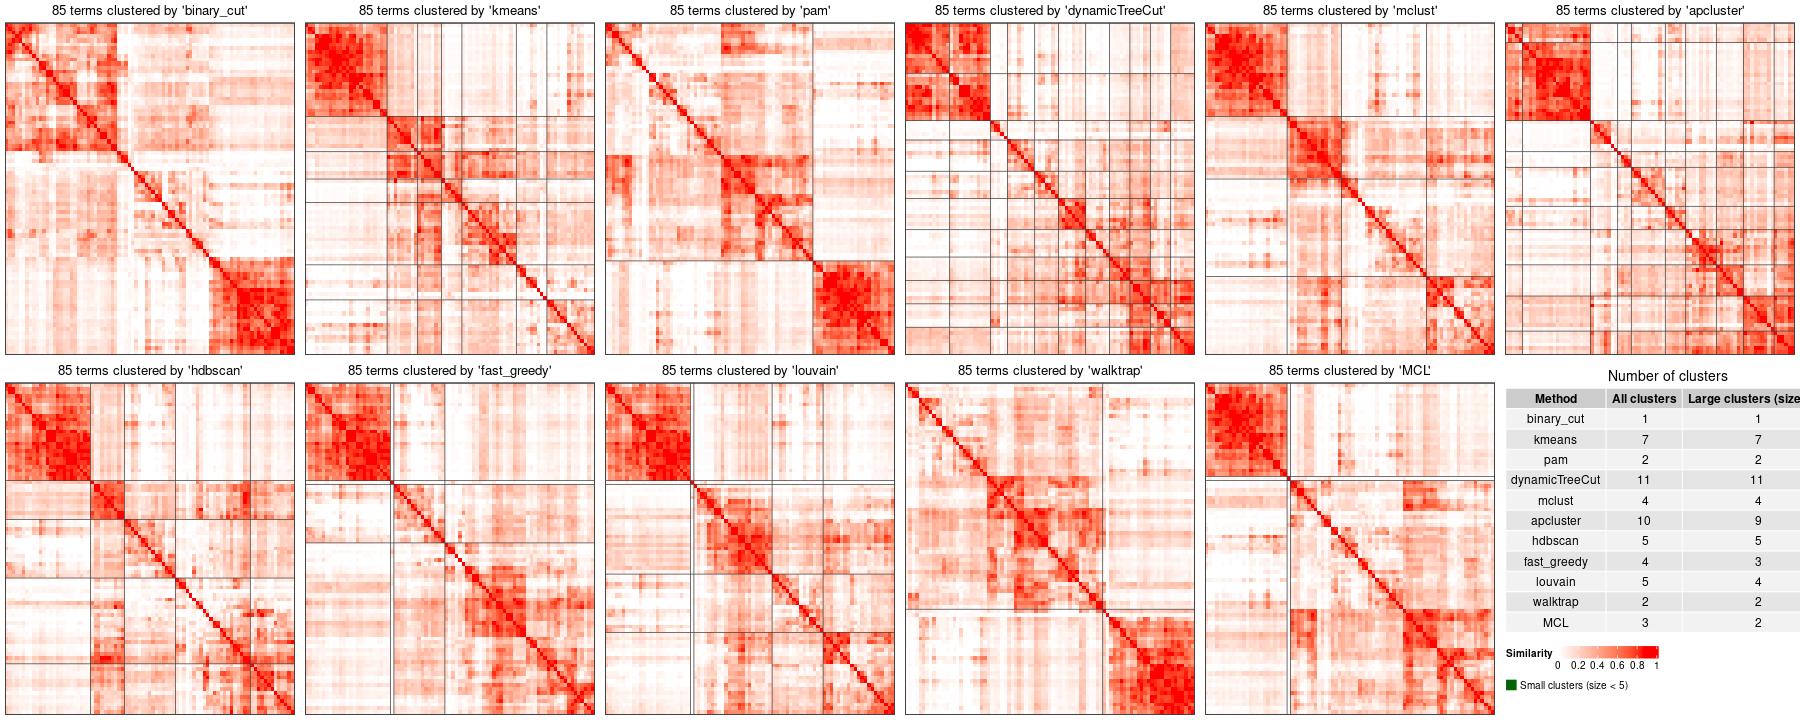 85 terms clustered by 'binary_cut'
85 terms clustered by 'kmeans'
85 terms clustered by 'pam'
85 terms clustered by 'dynamicTreeCut'
85 terms clustered by 'mclust'
85 terms clustered by 'apcluster'
85 terms clustered by 'hdbscan'
85 terms clustered by 'fast_greedy'
85 terms clustered by 'louvain'
85 terms clustered by 'walktrap'
85 terms clustered by 'MCL'
Number of clusters
Method All clusters Large clusters (size
binary_cut 1 1
kmeans 7 7
pam 2 2
dynamicTreeCut 11 11
mclust 4 4
apcluster 10 9
hdbscan 5 5
fast_greedy 4 3
louvain 5 4
walktrap 2 2
MCL 3 2
Similarity
0 0.2 0.4 0.6 0.8 1
Small clusters (size < 5)